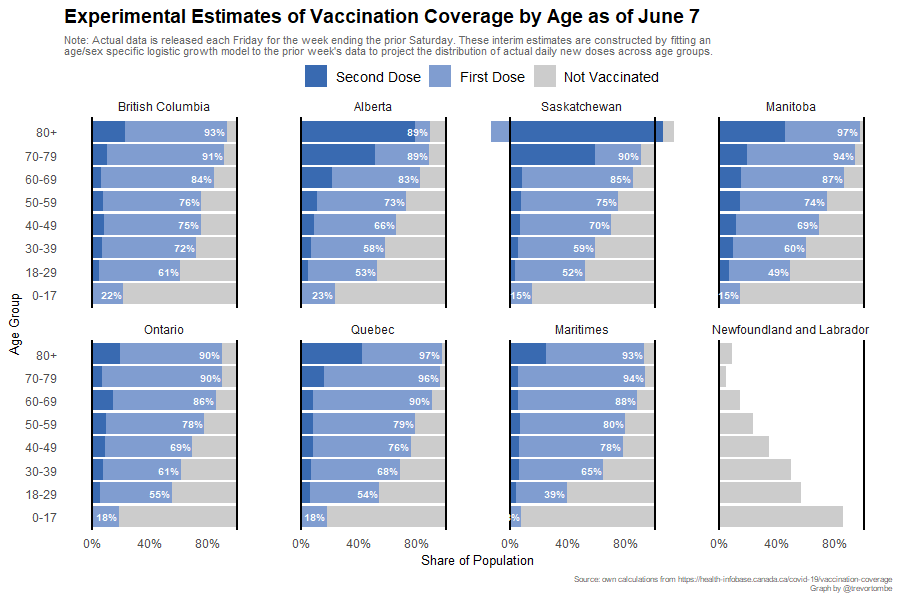 Experimental Estimates of Vaccination Coverage by Age as of June 7
Note: Actual data is released each Friday for the week ending the prior Saturday. These interim estimates are constructed by fitting an
age/sex specific logistic growth model to the prior week's data to project the distribution of actual daily new doses across age groups.
Second Dose First Dose Not Vaccinated
British Columbia Alberta Saskatchewan Manitoba
80+ 93% 89% 97%
70-79 91% 89% 90% 94%
60-69 84% 83% 85% 87%
50-59 76% 73% 75% 74%
40-49 75% 66% 70% 69%
30-39 72% 58% 59% 60%
18-29 61% 53% 52% 49%
0-17 22% 23% 15% 15%
Age Group
Ontario Quebec Maritimes Newfoundland and Labrador
80+ 90% 97% 93%
70-79 90% 96% 94%
60-69 86% 90% 88%
50-59 78% 79% 80%
40-49 69% 76% 78%
30-39 61% 68% 65%
18-29 55% 54% 39%
0-17 18% 18%
0% 40% 80% 0% 40% 80% 0% 40% 80% 0% 40% 80%
Share of Population
Source: own calculations from https://health-infobase.canada.ca/covid-19/vaccination-coverage
Graph by @trevortombe